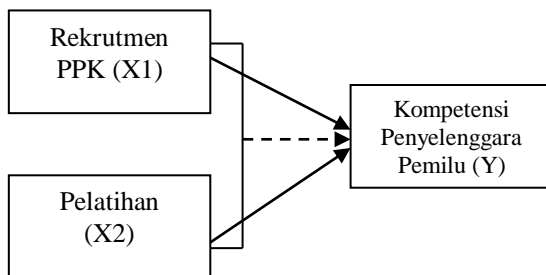 Rekrutmen
PPK (X1)
Kompetensi
Penyelenggara
Pemilu (Y)
Pelatihan
(X2)